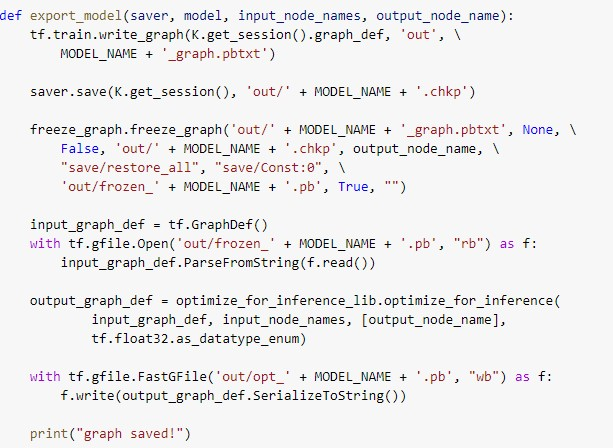 def export_model(saver, model, input_node_names, output_node_name):
    tf.train.write_graph(K.get_session().graph_def, 'out', \
        MODEL_NAME + '_graph.pbtxt')

    saver.save(K.get_session(), 'out/' + MODEL_NAME + '.chkp')

    freeze_graph.freeze_graph('out/' + MODEL_NAME + '_graph.pbtxt', None, \
        False, 'out/' + MODEL_NAME + '.chkp', output_node_name, \
        "save/restore_all", "save/Const:0", \
        'out/frozen_' + MODEL_NAME + '.pb', True, "")

    input_graph_def = tf.GraphDef()
    with tf.gfile.Open('out/frozen_' + MODEL_NAME + '.pb', "rb") as f:
        input_graph_def.ParseFromString(f.read())

    output_graph_def = optimize_for_inference_lib.optimize_for_inference(
            input_graph_def, input_node_names, [output_node_name],
            tf.float32.as_datatype_enum)

    with tf.gfile.FastGFile('out/opt_' + MODEL_NAME + '.pb', "wb") as f:
        f.write(output_graph_def.SerializeToString())

    print("graph saved!")